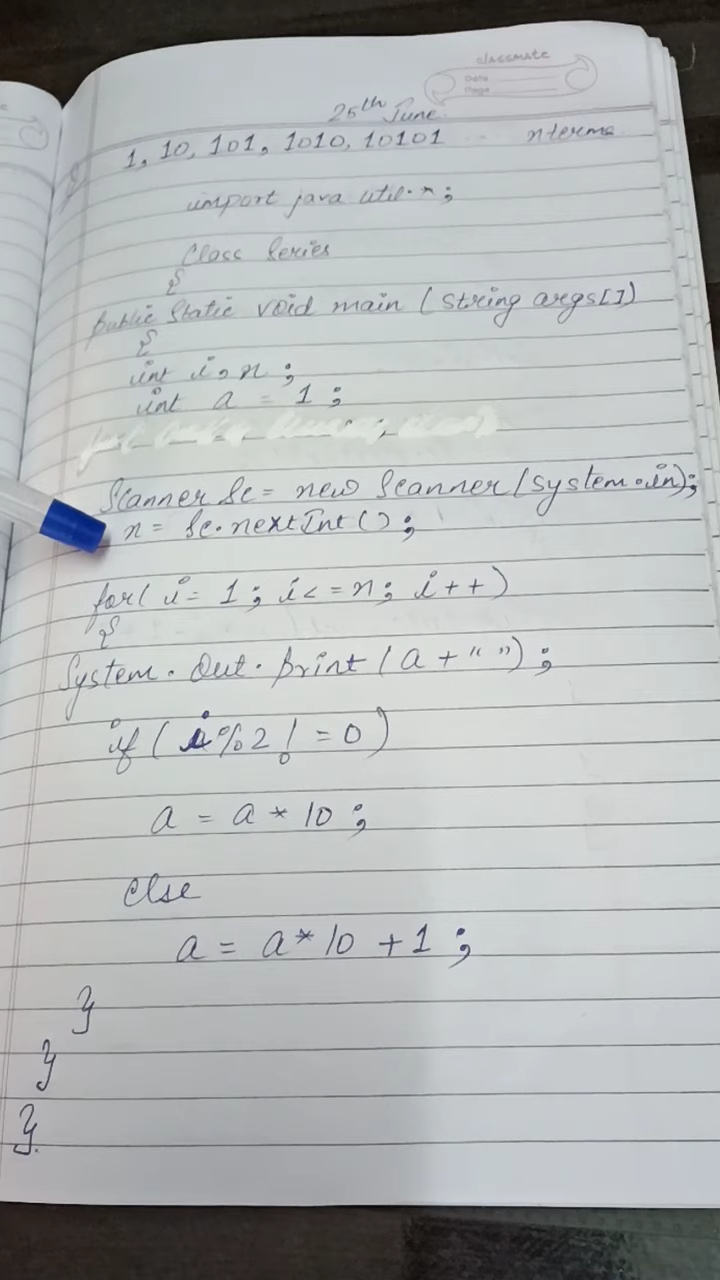 classmate
Date
Page
25th June
1, 10, 101, 1010, 10101 n terms
import java util.*;
Class Series
{
public Static void main (String args[])
{
int i, n ;
int a = 1 ;
Scanner Sc = new Scanner (System.in);
n = Sc.nextInt () ;
for( i = 1 ; i <= n ; i ++)
{
System. Out. print (a + " ") ;
if ( i % 2 ! = 0 )
a = a * 10 ;
else
a = a * 10 + 1 ;
}
}
}